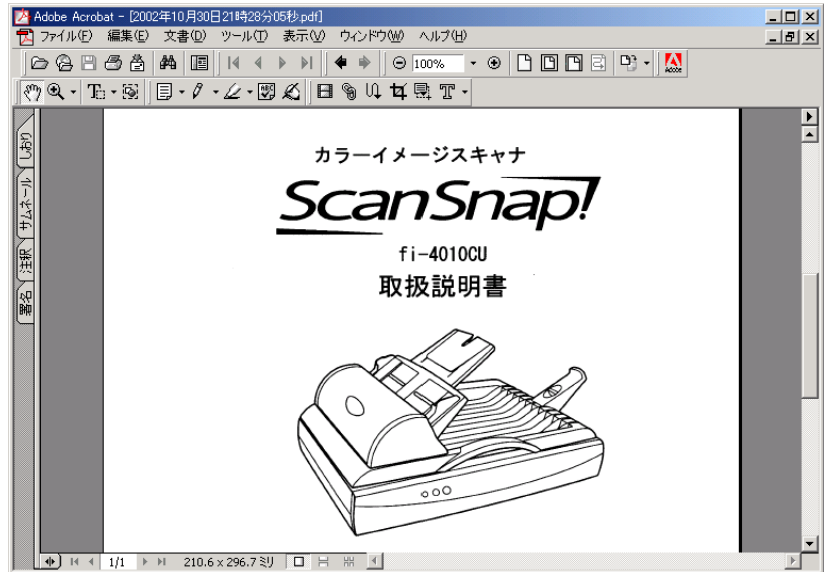 Adobe Acrobat - [2002年10月30日21時28分05秒.pdf]
ファイル(F) 編集(E) 文書(D) ツール(T) 表示(V) ウィンドウ(W) ヘルプ(H)
100%
しおり
サムネール
注釈
署名
カラーイメージスキャナ
ScanSnap!
fi-4010CU
取扱説明書
1/1 210.6 x 296.7 ミリ